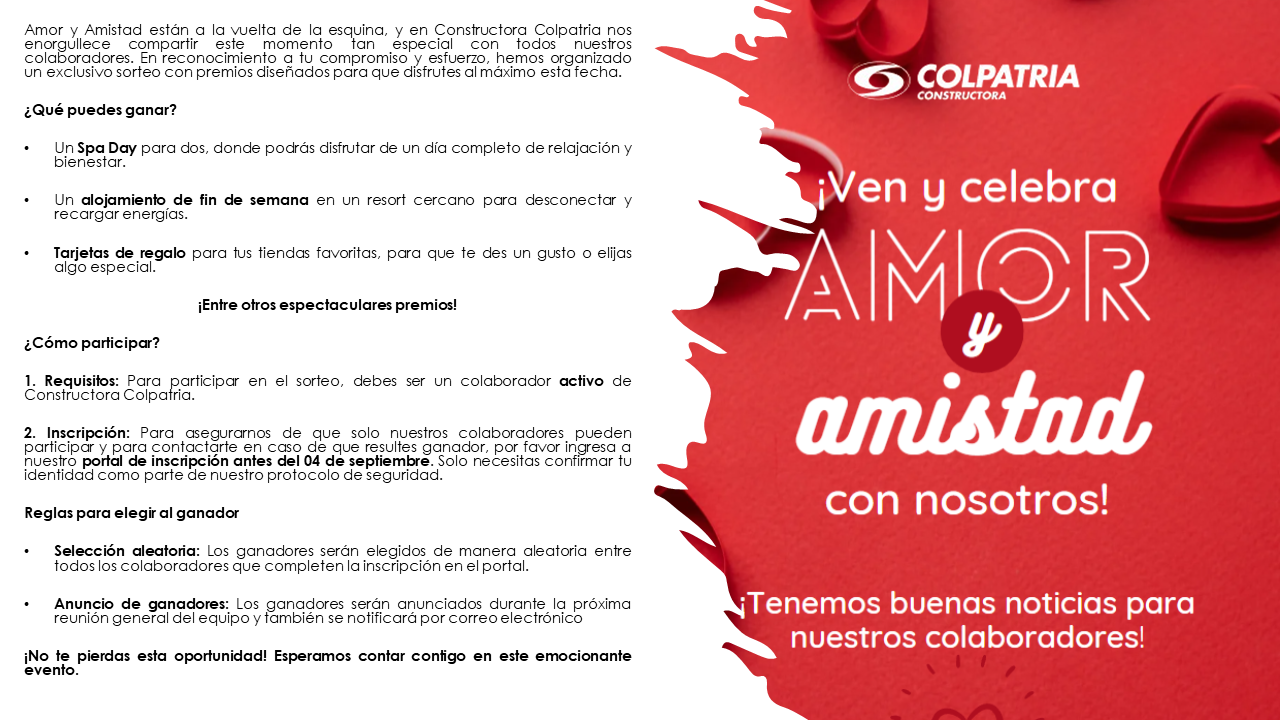 Amor y Amistad están a la vuelta de la esquina, y en Constructora Colpatria nos
enorgullece compartir este momento tan especial con todos nuestros
colaboradores. En reconocimiento a tu compromiso y esfuerzo, hemos organizado
un exclusivo sorteo con premios diseñados para que disfrutes al máximo esta fecha.
¿Qué puedes ganar?
• Un Spa Day para dos, donde podrás disfrutar de un día completo de relajación y
bienestar.
• Un alojamiento de fin de semana en un resort cercano para desconectar y
recargar energías.
• Tarjetas de regalo para tus tiendas favoritas, para que te des un gusto o elijas
algo especial.
¡Entre otros espectaculares premios!
¿Cómo participar?
1. Requisitos: Para participar en el sorteo, debes ser un colaborador activo de
Constructora Colpatria.
2. Inscripción: Para asegurarnos de que solo nuestros colaboradores pueden
participar y para contactarte en caso de que resultes ganador, por favor ingresa a
nuestro portal de inscripción antes del 04 de septiembre. Solo necesitas confirmar tu
identidad como parte de nuestro protocolo de seguridad.
Reglas para elegir al ganador
• Selección aleatoria: Los ganadores serán elegidos de manera aleatoria entre
todos los colaboradores que completen la inscripción en el portal.
• Anuncio de ganadores: Los ganadores serán anunciados durante la próxima
reunión general del equipo y también se notificará por correo electrónico
¡No te pierdas esta oportunidad! Esperamos contar contigo en este emocionante
evento.
COLPATRIA
CONSTRUCTORA
¡Ven y celebra
AMOR
y
amistad
con nosotros!
¡Tenemos buenas noticias para
nuestros colaboradores!